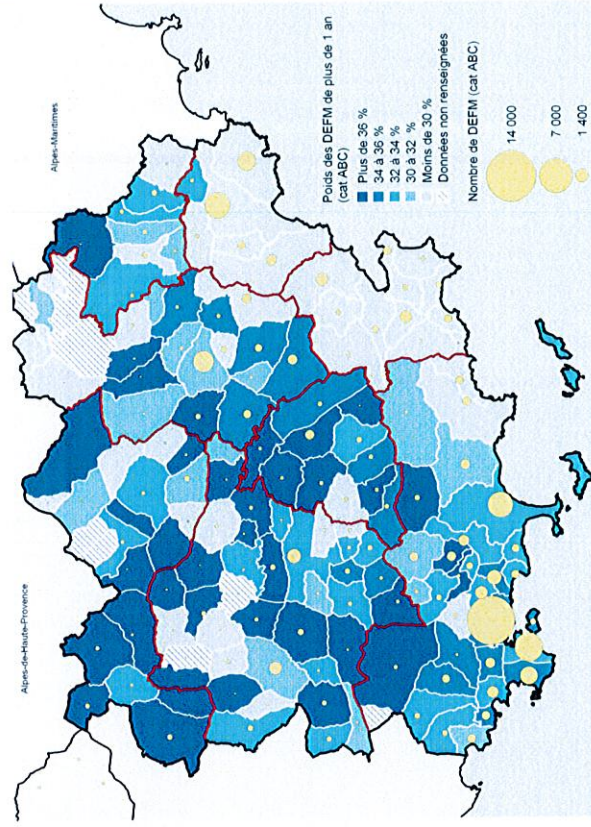 Alpes-de-Haute-Provence
Alpes-Maritimes
Poids des DEFM de plus de 1 an
(cat ABC)
Plus de 36 %
34 à 36 %
32 à 34 %
30 à 32 %
Moins de 30 %
Données non renseignées
Nombre de DEFM (cat ABC)
14 000
7 000
1 400